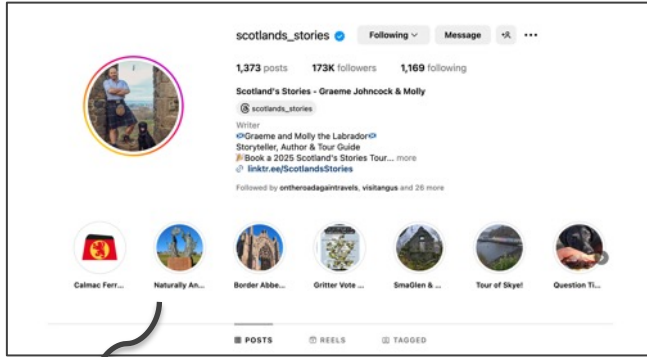 scotlands_stories Following Message
1,373 posts 173K followers 1,169 following
Scotland's Stories - Graeme Johncock & Molly
scotlands_stories
Writer
Graeme and Molly the Labrador
Storyteller, Author & Tour Guide
Book a 2025 Scotland's Stories Tour... more
linktr.ee/ScotlandsStories
Followed by ontheroadagaintravels, visitangus and 26 more
Calmac Ferr... Naturally An... Border Abbe... Gritter Vote ... SmaGlen & ... Tour of Skye! Question Ti...
POSTS REELS TAGGED